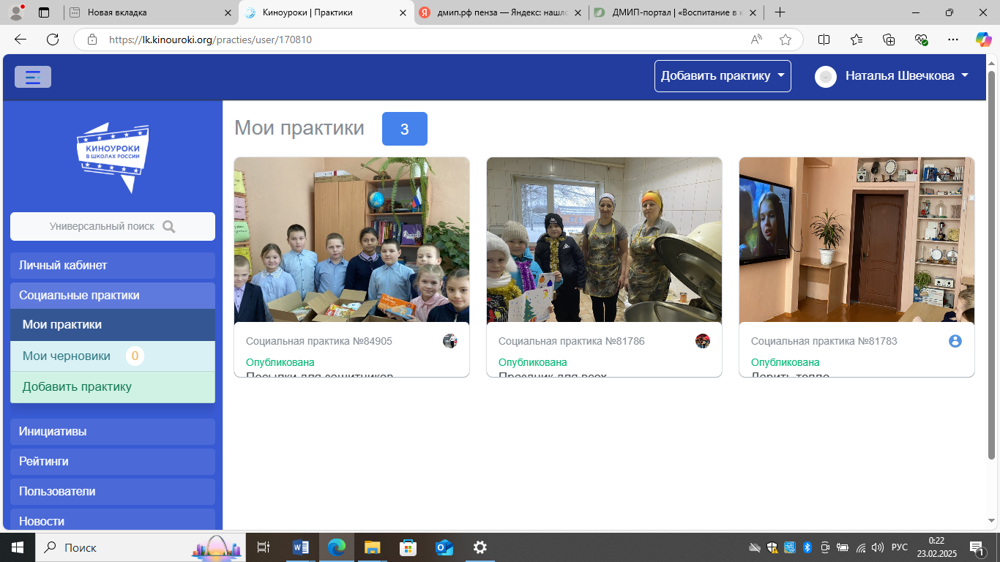 Новая вкладка
Киноуроки | Практики
дмип.рф пенза — Яндекс: нашло
ДМИП-портал | «Воспитание в к
https://lk.kinouroki.org/practies/user/170810
Добавить практику
Наталья Швечкова
КИНОУРОКИ
В ШКОЛАХ РОССИИ
Универсальный поиск
Личный кабинет
Социальные практики
Мои практики
Мои черновики 0
Добавить практику
Инициативы
Рейтинги
Пользователи
Новости
Мои практики 3
Социальная практика №84905
Опубликована
Посылки для защитников
Социальная практика №81786
Опубликована
Праздник для всех
Социальная практика №81783
Опубликована
Дарить тепло
Поиск
РУС
0:22
23.02.2025
1